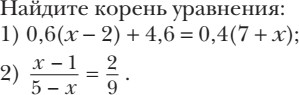 Найдите корень уравнения:
1) 0,6(x − 2) + 4,6 = 0,4(7 + x);
2) (x − 1)/(5 − x) = 2/9.